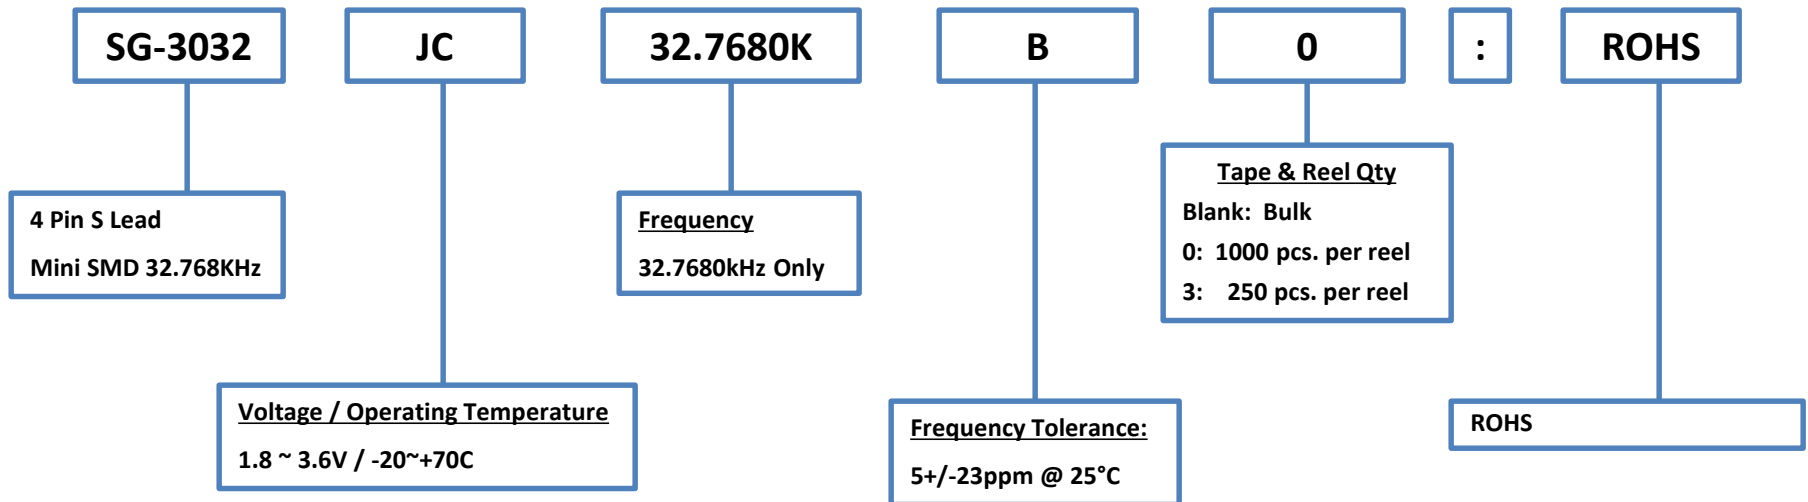 SG-3032
JC
32.7680K
B
0
:
ROHS
4 Pin S Lead
Mini SMD 32.768KHz
Frequency
32.7680kHz Only
Tape & Reel Qty
Blank: Bulk
0: 1000 pcs. per reel
3: 250 pcs. per reel
Voltage / Operating Temperature
1.8 ~ 3.6V / -20~+70C
Frequency Tolerance:
5+/-23ppm @ 25°C
ROHS